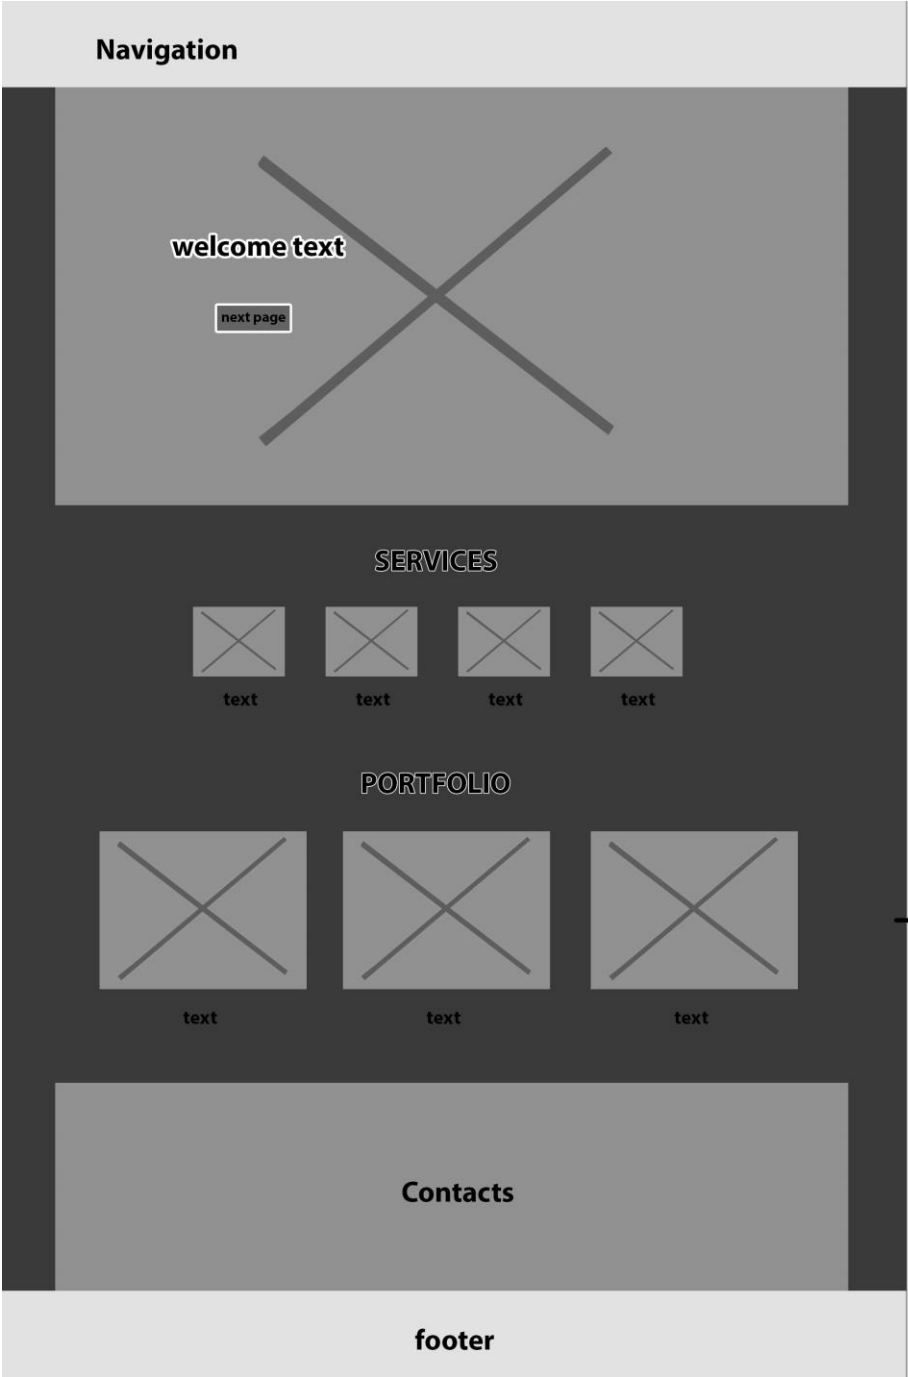 Navigation
welcome text
next page
SERVICES
text text text text
PORTFOLIO
text text text
Contacts
footer